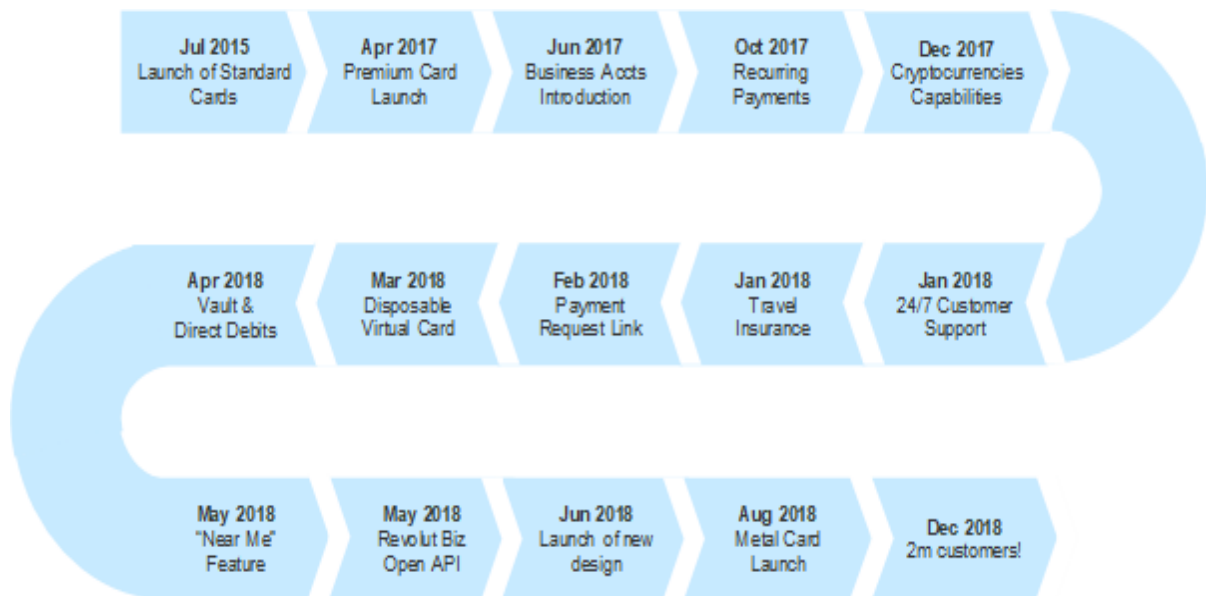 Jul 2015
Launch of Standard
Cards
Apr 2017
Premium Card
Launch
Jun 2017
Business Accts
Introduction
Oct 2017
Recurring
Payments
Dec 2017
Cryptocurrencies
Capabilities
Jan 2018
24/7 Customer
Support
Jan 2018
Travel
Insurance
Feb 2018
Payment
Request Link
Mar 2018
Disposable
Virtual Card
Apr 2018
Vault &
Direct Debits
May 2018
"Near Me"
Feature
May 2018
Revolut Biz
Open API
Jun 2018
Launch of new
design
Aug 2018
Metal Card
Launch
Dec 2018
2m customers!